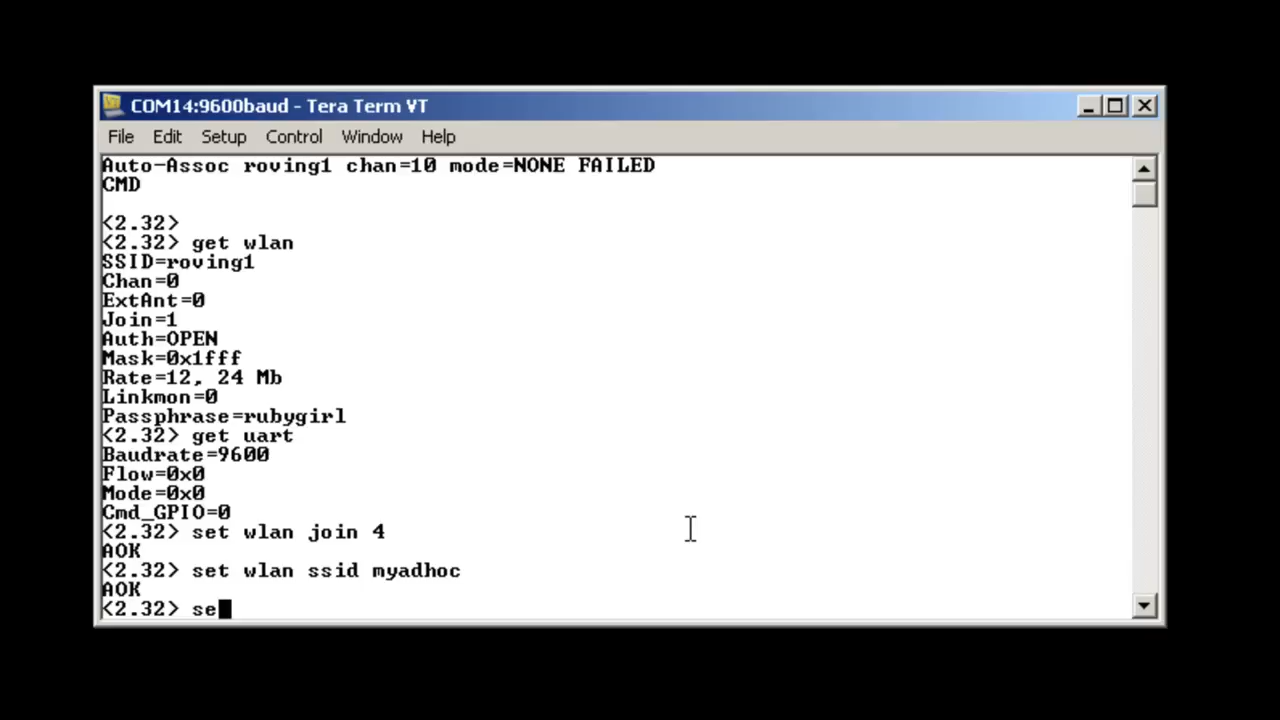 COM14:9600baud - Tera Term VT
File Edit Setup Control Window Help
Auto-Assoc roving1 chan=10 mode=NONE FAILED
CMD
<2.32>
<2.32> get wlan
SSID=roving1
Chan=0
ExtAnt=0
Join=1
Auth=OPEN
Mask=0x1fff
Rate=12, 24 Mb
Linkmon=0
Passphrase=rubygirl
<2.32> get uart
Baudrate=9600
Flow=0x0
Mode=0x0
Cmd_GPIO=0
<2.32> set wlan join 4
AOK
<2.32> set wlan ssid myadhoc
AOK
<2.32> se